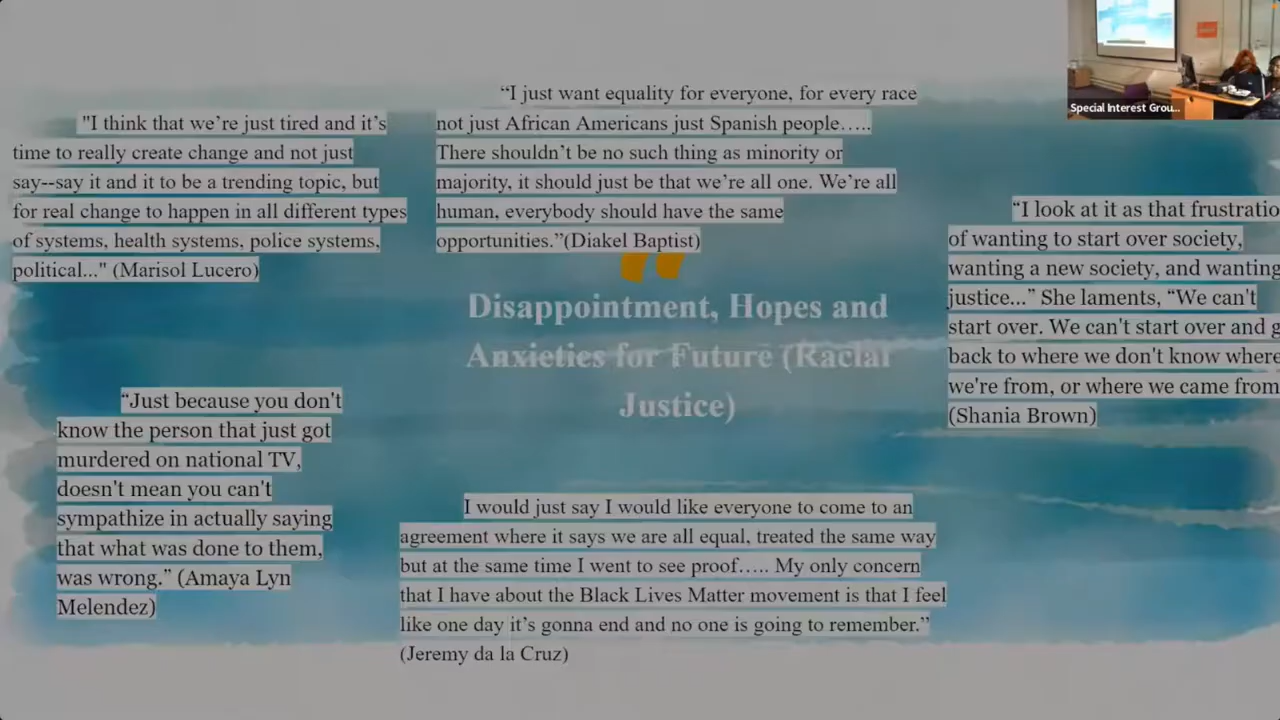 "I think that we're just tired and it's
time to really create change and not just
say--say it and it to be a trending topic, but
for real change to happen in all different types
of systems, health systems, police systems,
political..." (Marisol Lucero)
“I just want equality for everyone, for every race
not just African Americans just Spanish people…..
There shouldn’t be no such thing as minority or
majority, it should just be that we’re all one. We’re all
human, everybody should have the same
opportunities.”(Diakel Baptist)
“I look at it as that frustratio
of wanting to start over society,
wanting a new society, and wanting
justice...” She laments, “We can't
start over. We can't start over and g
back to where we don't know where
we're from, or where we came from
(Shania Brown)
Disappointment, Hopes and
Anxieties for Future (Racial
Justice)
“Just because you don't
know the person that just got
murdered on national TV,
doesn't mean you can't
sympathize in actually saying
that what was done to them,
was wrong.” (Amaya Lyn
Melendez)
I would just say I would like everyone to come to an
agreement where it says we are all equal, treated the same way
but at the same time I went to see proof….. My only concern
that I have about the Black Lives Matter movement is that I feel
like one day it’s gonna end and no one is going to remember.”
(Jeremy da la Cruz)
Special Interest Grou...